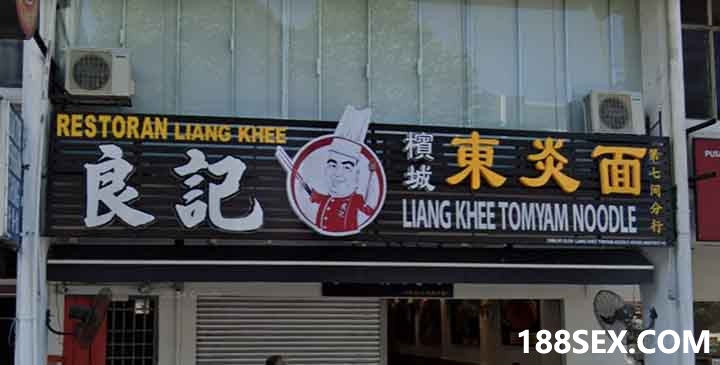 RESTORAN LIANG KHEE
良記
檳城
東炎面
第七间分行
LIANG KHEE TOMYAM NOODLE
188SEX.COM